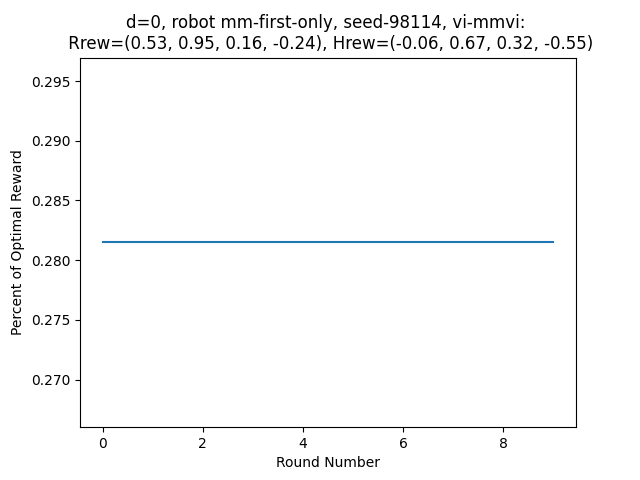 d=0, robot mm-first-only, seed-98114, vi-mmvi:
Rrew=(0.53, 0.95, 0.16, -0.24), Hrew=(-0.06, 0.67, 0.32, -0.55)
Percent of Optimal Reward
0.295
0.290
0.285
0.280
0.275
0.270
0 2 4 6 8
Round Number